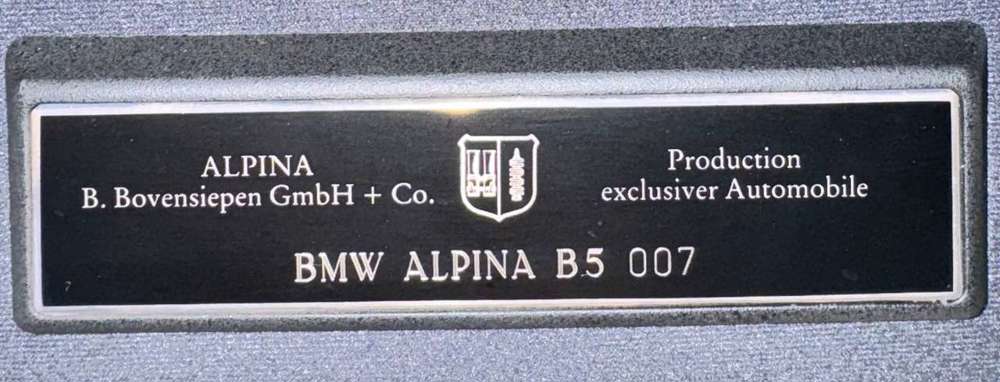 ALPINA
B. Bovensiepen GmbH + Co.
Production
exclusiver Automobile
BMW ALPINA B5 007